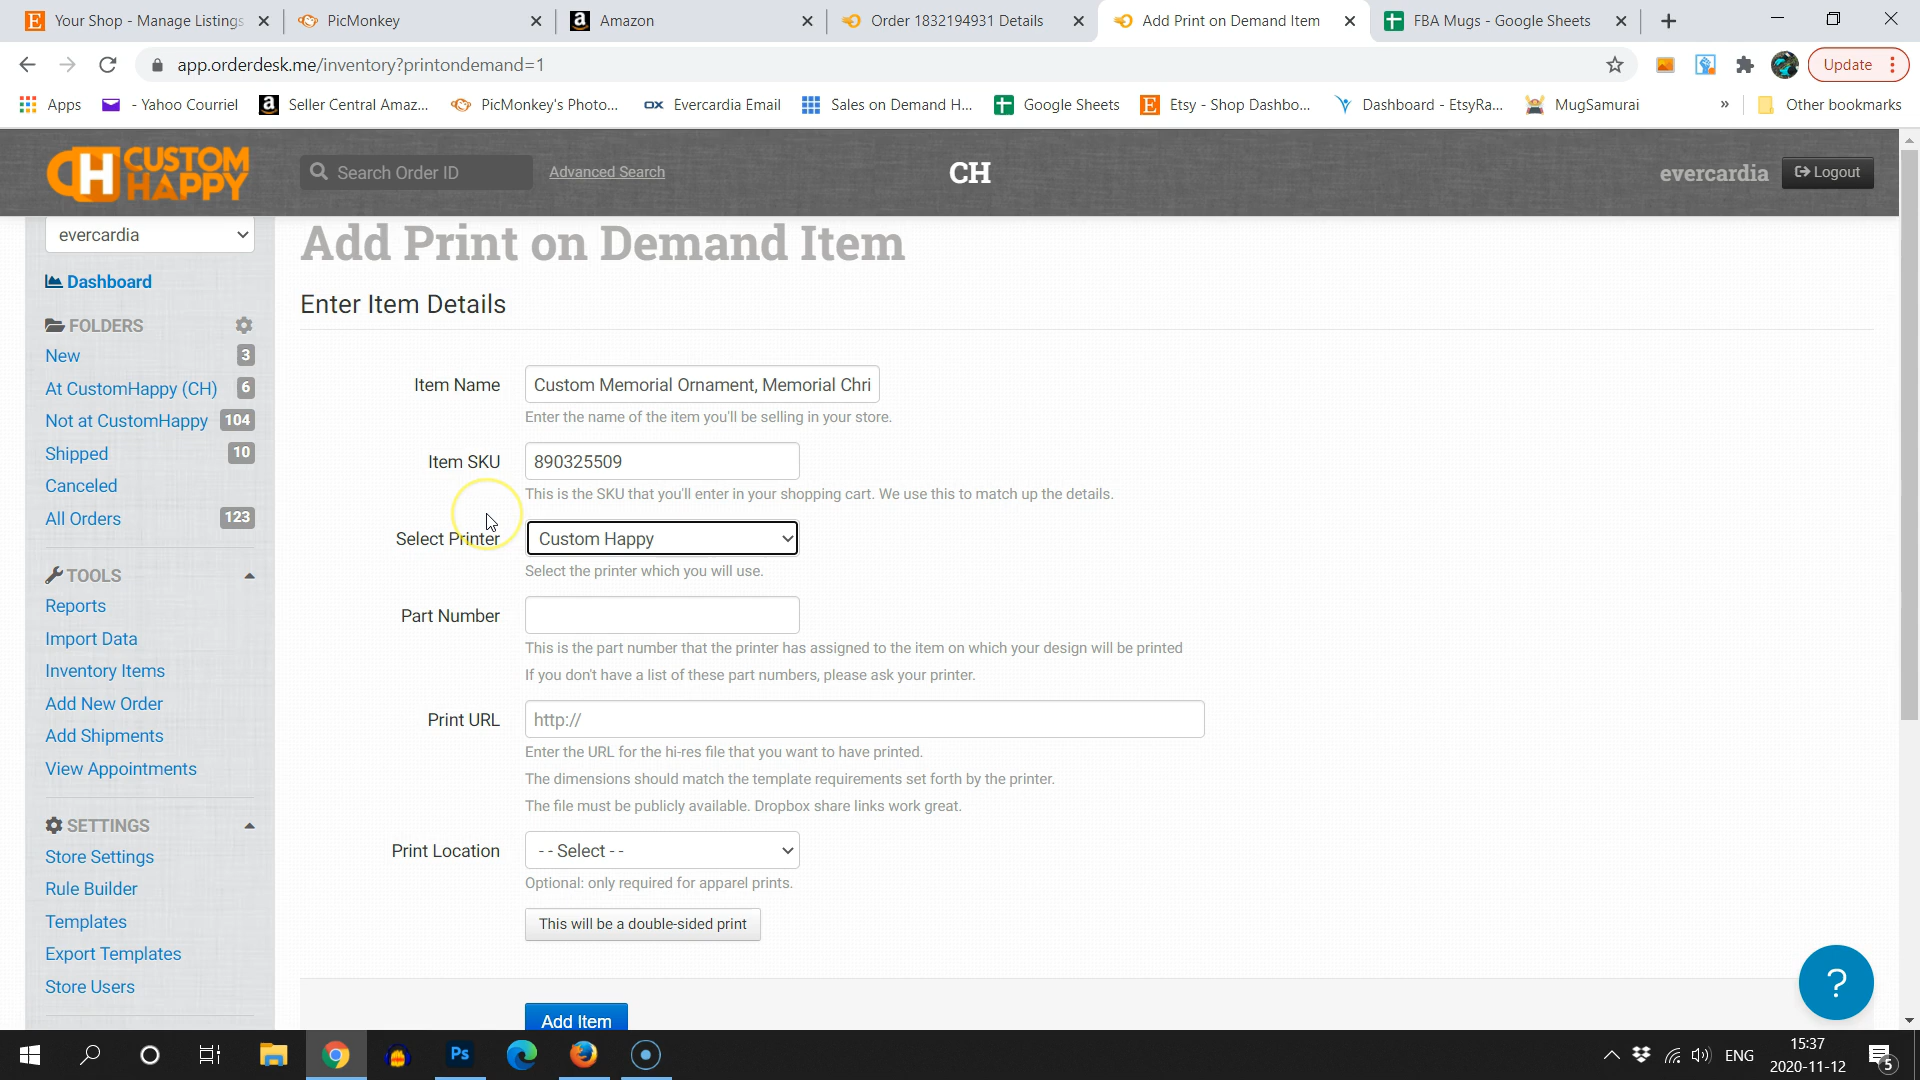 Your Shop - Manage Listings
PicMonkey
Amazon
Order 1832194931 Details
Add Print on Demand Item
FBA Mugs - Google Sheets
app.orderdesk.me/inventory?printondemand=1
Update
Apps
- Yahoo Courriel
Seller Central Amaz...
PicMonkey's Photo...
Evercardia Email
Sales on Demand H...
Google Sheets
Etsy - Shop Dashbo...
Dashboard - EtsyRa...
MugSamurai
»
Other bookmarks
CH CUSTOM HAPPY
Search Order ID
Advanced Search
CH
evercardia
Logout
evercardia
Dashboard
FOLDERS
New 3
At CustomHappy (CH) 6
Not at CustomHappy 104
Shipped 10
Canceled
All Orders 123
TOOLS
Reports
Import Data
Inventory Items
Add New Order
Add Shipments
View Appointments
SETTINGS
Store Settings
Rule Builder
Templates
Export Templates
Store Users
Add Print on Demand Item
Enter Item Details
Item Name Custom Memorial Ornament, Memorial Chri
Enter the name of the item you'll be selling in your store.
Item SKU 890325509
This is the SKU that you'll enter in your shopping cart. We use this to match up the details.
Select Printer Custom Happy
Select the printer which you will use.
Part Number
This is the part number that the printer has assigned to the item on which your design will be printed
If you don't have a list of these part numbers, please ask your printer.
Print URL http://
Enter the URL for the hi-res file that you want to have printed.
The dimensions should match the template requirements set forth by the printer.
The file must be publicly available. Dropbox share links work great.
Print Location - - Select - -
Optional: only required for apparel prints.
This will be a double-sided print
Add Item
?
Ps
ENG
15:37
2020-11-12
5